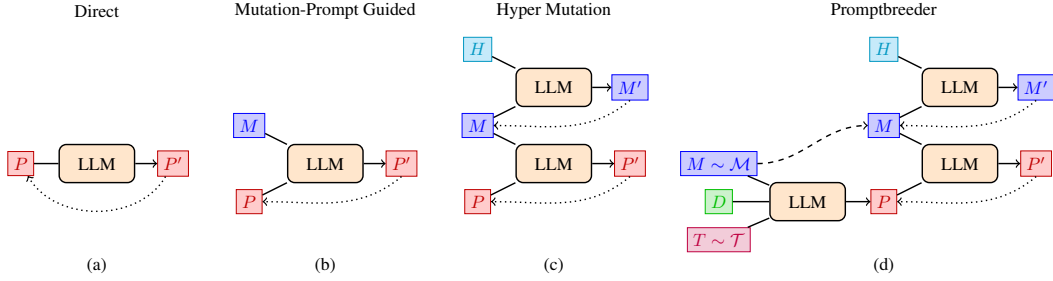 Direct
P
LLM
P'
(a)
Mutation-Prompt Guided
M
LLM
P
P'
(b)
Hyper Mutation
H
LLM
M'
M
LLM
P'
P
(c)
Promptbreeder
H
LLM
M'
M
M ∼ ℳ
LLM
P'
D
LLM
P
T ∼ 𝒯
(d)